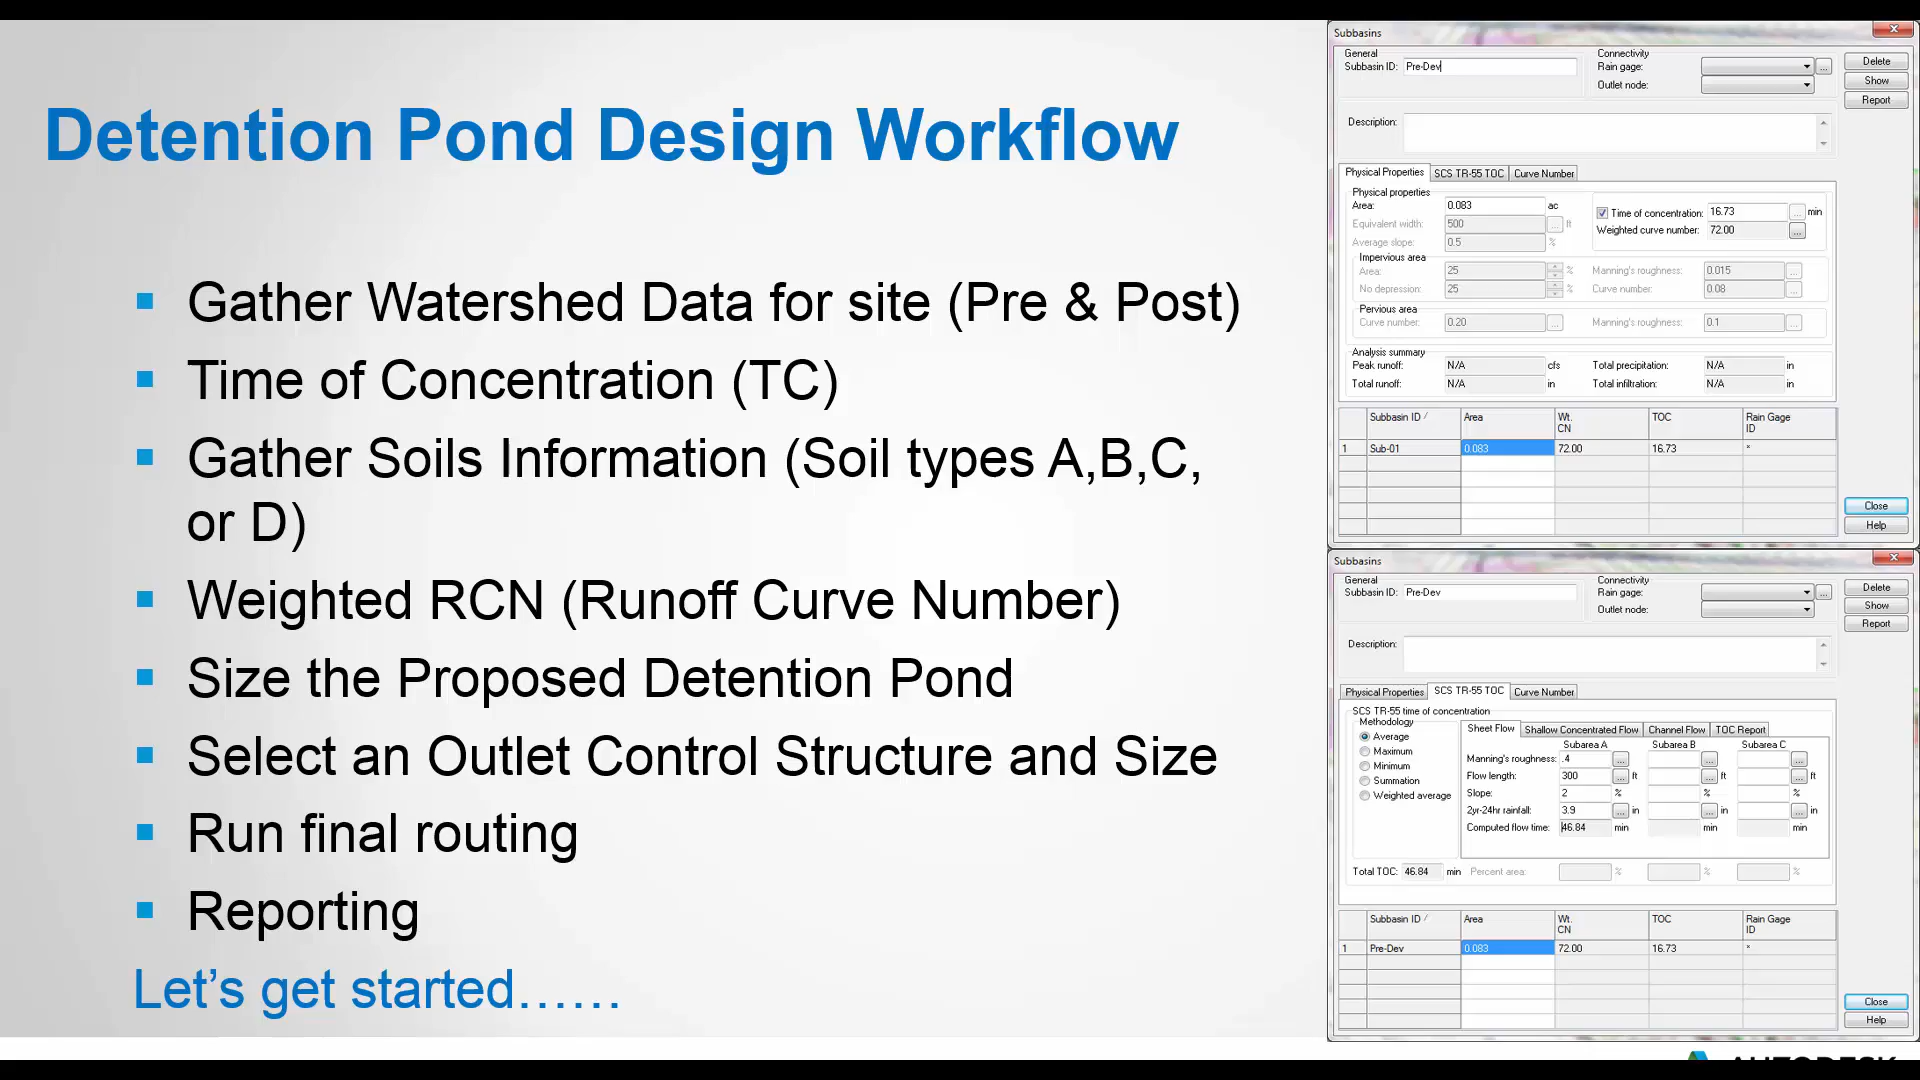 Detention Pond Design Workflow
Gather Watershed Data for site (Pre & Post)
Time of Concentration (TC)
Gather Soils Information (Soil types A,B,C,
or D)
Weighted RCN (Runoff Curve Number)
Size the Proposed Detention Pond
Select an Outlet Control Structure and Size
Run final routing
Reporting
Let's get started......
Subbasins
General
Connectivity
Subbasin ID: Pre-Dev
Rain gage: ...
Outlet node:
Delete
Show
Report
Description:
Physical Properties SCS TR-55 TOC Curve Number
Physical properties
Area: 0.083 ac
Equivalent width: 500 ... ft
Average slope: 0.5 %
Time of concentration: 16.73 ... min
Weighted curve number: 72.00 ...
Impervious area
Area: 25 %
Manning's roughness: 0.015 ...
No depression: 25 %
Curve number: 0.08 ...
Pervious area
Curve number: 0.20 ...
Manning's roughness: 0.1 ...
Analysis summary
Peak runoff: N/A cfs
Total precipitation: N/A in
Total runoff: N/A in
Total infiltration: N/A in
Subbasin ID / Area Wt. CN TOC Rain Gage ID
1 Sub-01 0.083 72.00 16.73 *
Close
Help
Subbasins
General
Connectivity
Subbasin ID: Pre-Dev
Rain gage: ...
Outlet node:
Delete
Show
Report
Description:
Physical Properties SCS TR-55 TOC Curve Number
SCS TR-55 time of concentration
Methodology
Average
Maximum
Minimum
Summation
Weighted average
Sheet Flow Shallow Concentrated Flow Channel Flow TOC Report
Subarea A Subarea B Subarea C
Manning's roughness: .4 ... ... ...
Flow length: 300 ... ft ... ft ... ft
Slope: 2 % % %
2yr-24hr rainfall: 3.9 ... in ... in ... in
Computed flow time: 46.84 min min min
Total TOC: 46.84 min Percent area: % % %
Subbasin ID / Area Wt. CN TOC Rain Gage ID
1 Pre-Dev 0.083 72.00 16.73 *
Close
Help
AUTODESK